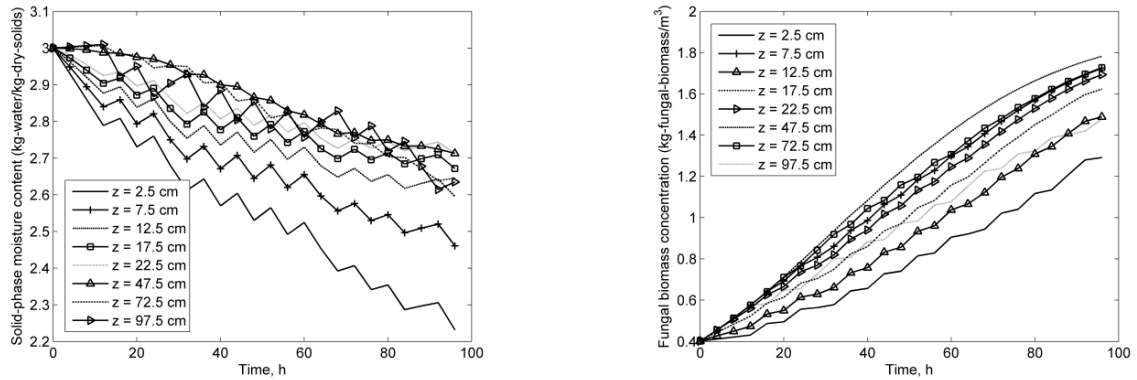 Solid-phase moisture content (kg-water/kg-dry-solids)
3.1
3
2.9
2.8
2.7
2.6
2.5
2.4
2.3
2.2
z = 2.5 cm
z = 7.5 cm
z = 12.5 cm
z = 17.5 cm
z = 22.5 cm
z = 47.5 cm
z = 72.5 cm
z = 97.5 cm
0 20 40 60 80 100
Time, h
Fungal biomass concentration (kg-fungal-biomass/m³)
2
1.8
1.6
1.4
1.2
1
0.8
0.6
0.4
z = 2.5 cm
z = 7.5 cm
z = 12.5 cm
z = 17.5 cm
z = 22.5 cm
z = 47.5 cm
z = 72.5 cm
z = 97.5 cm
0 20 40 60 80 100
Time, h